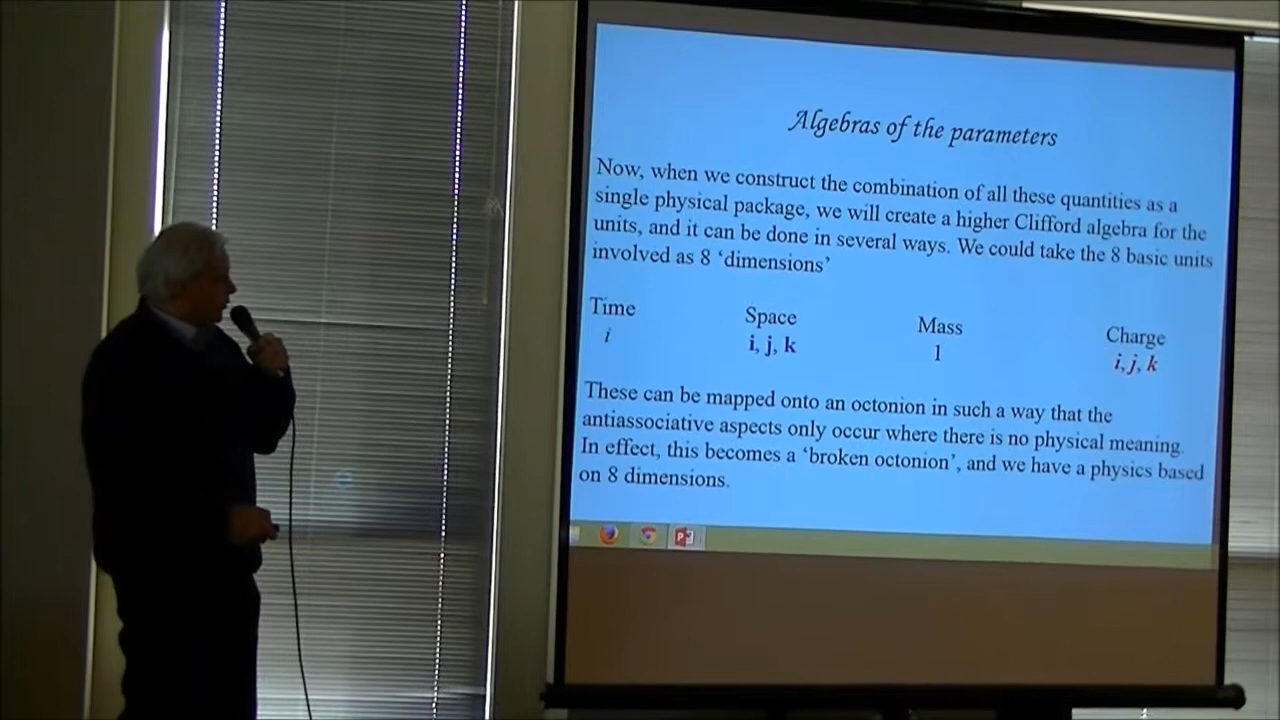 Algebras of the parameters
Now, when we construct the combination of all these quantities as a
single physical package, we will create a higher Clifford algebra for the
units, and it can be done in several ways. We could take the 8 basic units
involved as 8 ‘dimensions’
Time Space Mass Charge
i i, j, k 1 i, j, k
These can be mapped onto an octonion in such a way that the
antiassociative aspects only occur where there is no physical meaning.
In effect, this becomes a ‘broken octonion’, and we have a physics based
on 8 dimensions.